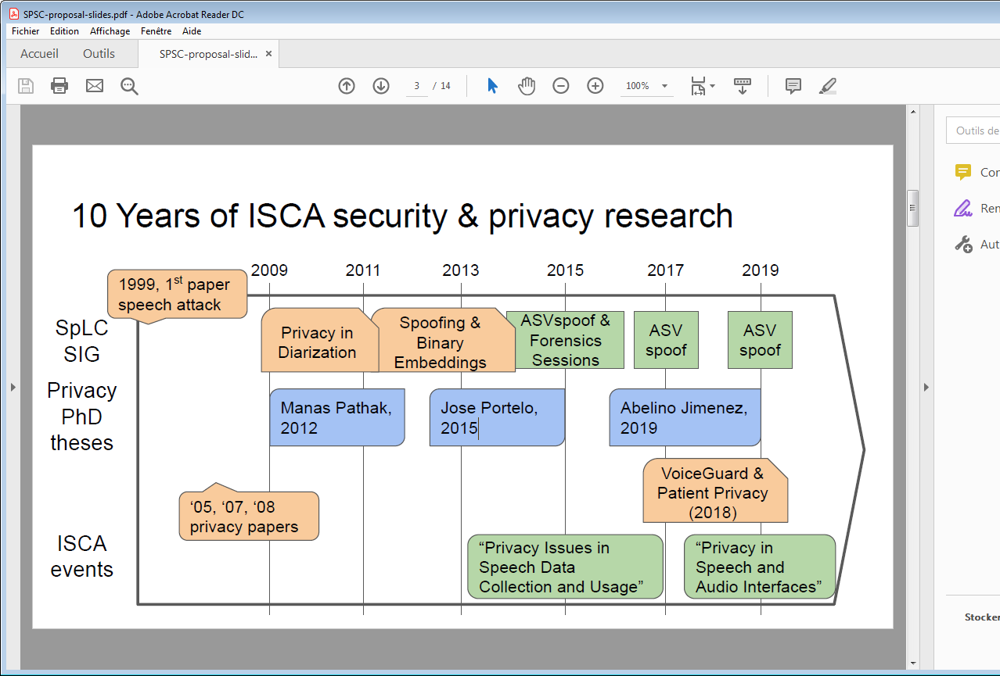 SPSC-proposal-slides.pdf - Adobe Acrobat Reader DC
Fichier Edition Affichage Fenêtre Aide
Accueil Outils SPSC-proposal-slid... ×
3 / 14 100%
Outils de
10 Years of ISCA security & privacy research
2009 2011 2013 2015 2017 2019
1999, 1st paper
speech attack
SpLC
SIG
Privacy in
Diarization
Spoofing &
Binary
Embeddings
ASVspoof &
Forensics
Sessions
ASV
spoof
ASV
spoof
Privacy
PhD
theses
Manas Pathak,
2012
Jose Portelo,
2015
Abelino Jimenez,
2019
VoiceGuard &
Patient Privacy
(2018)
‘05, ‘07, ‘08
privacy papers
ISCA
events
“Privacy Issues in
Speech Data
Collection and Usage”
“Privacy in
Speech and
Audio Interfaces”
Com
Rem
Aut
Stocker